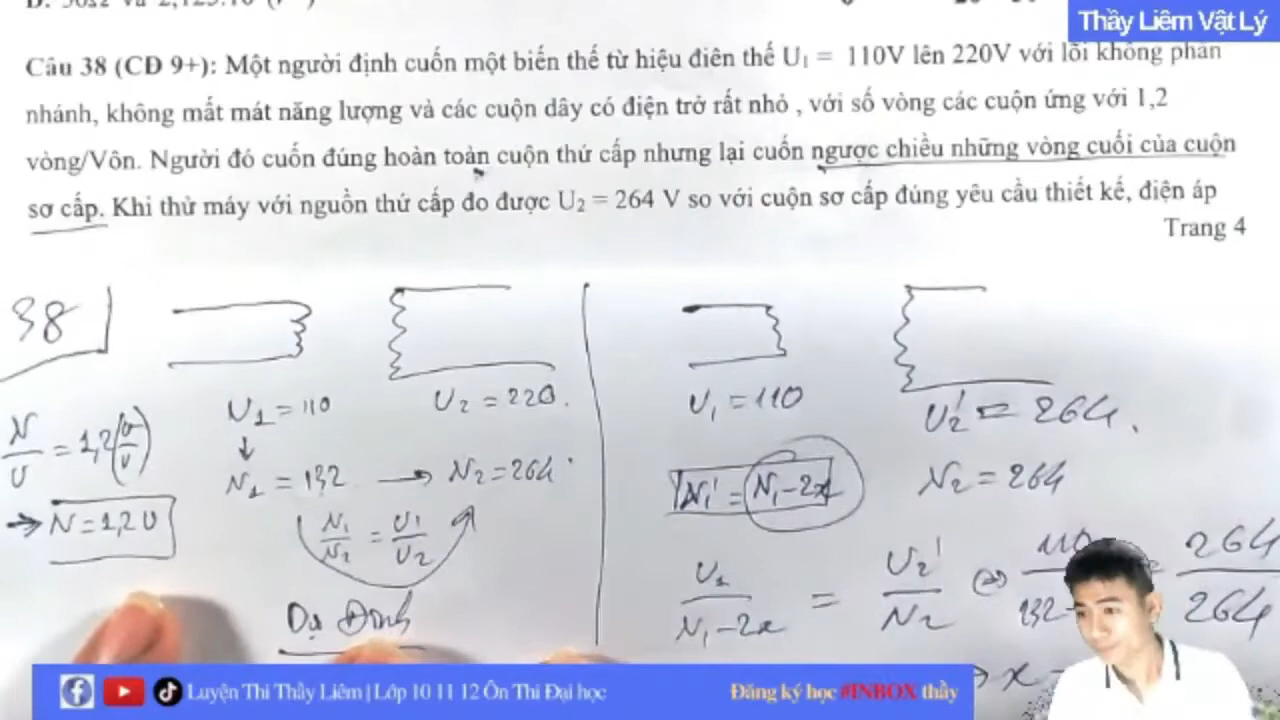 Thầy Liêm Vật Lý
Câu 38 (CĐ 9+): Một người định cuốn một biến thế từ hiệu điên thế U₁ = 110V lên 220V với lõi không phân
nhánh, không mất mát năng lượng và các cuộn dây có điện trở rất nhỏ , với số vòng các cuộn ứng với 1,2
vòng/Vôn. Người đó cuốn đúng hoàn toàn cuộn thứ cấp nhưng lại cuốn ngược chiều những vòng cuối của cuộn
sơ cấp. Khi thử máy với nguồn thứ cấp đo được U₂ = 264 V so với cuộn sơ cấp đúng yêu cầu thiết kế, điện áp
Trang 4
38
U₁ = 110
U₂ = 220.
U₁ = 110
U₂' = 264.
N/U = 1,2 (v/V)
N₁ = 132 → N₂ = 264
N₁' = N₁ - 2x
N₂ = 264
→ N = 1,2 U
N₁/N₂ = U₁/U₂
U₁/(N₁ - 2x) = U₂'/N₂ ⇔ 110/132- = 264/264
Dự Định
→ x
Luyện Thi Thầy Liêm | Lớp 10 11 12 Ôn Thi Đại học
Đăng ký học #INBOX thầy